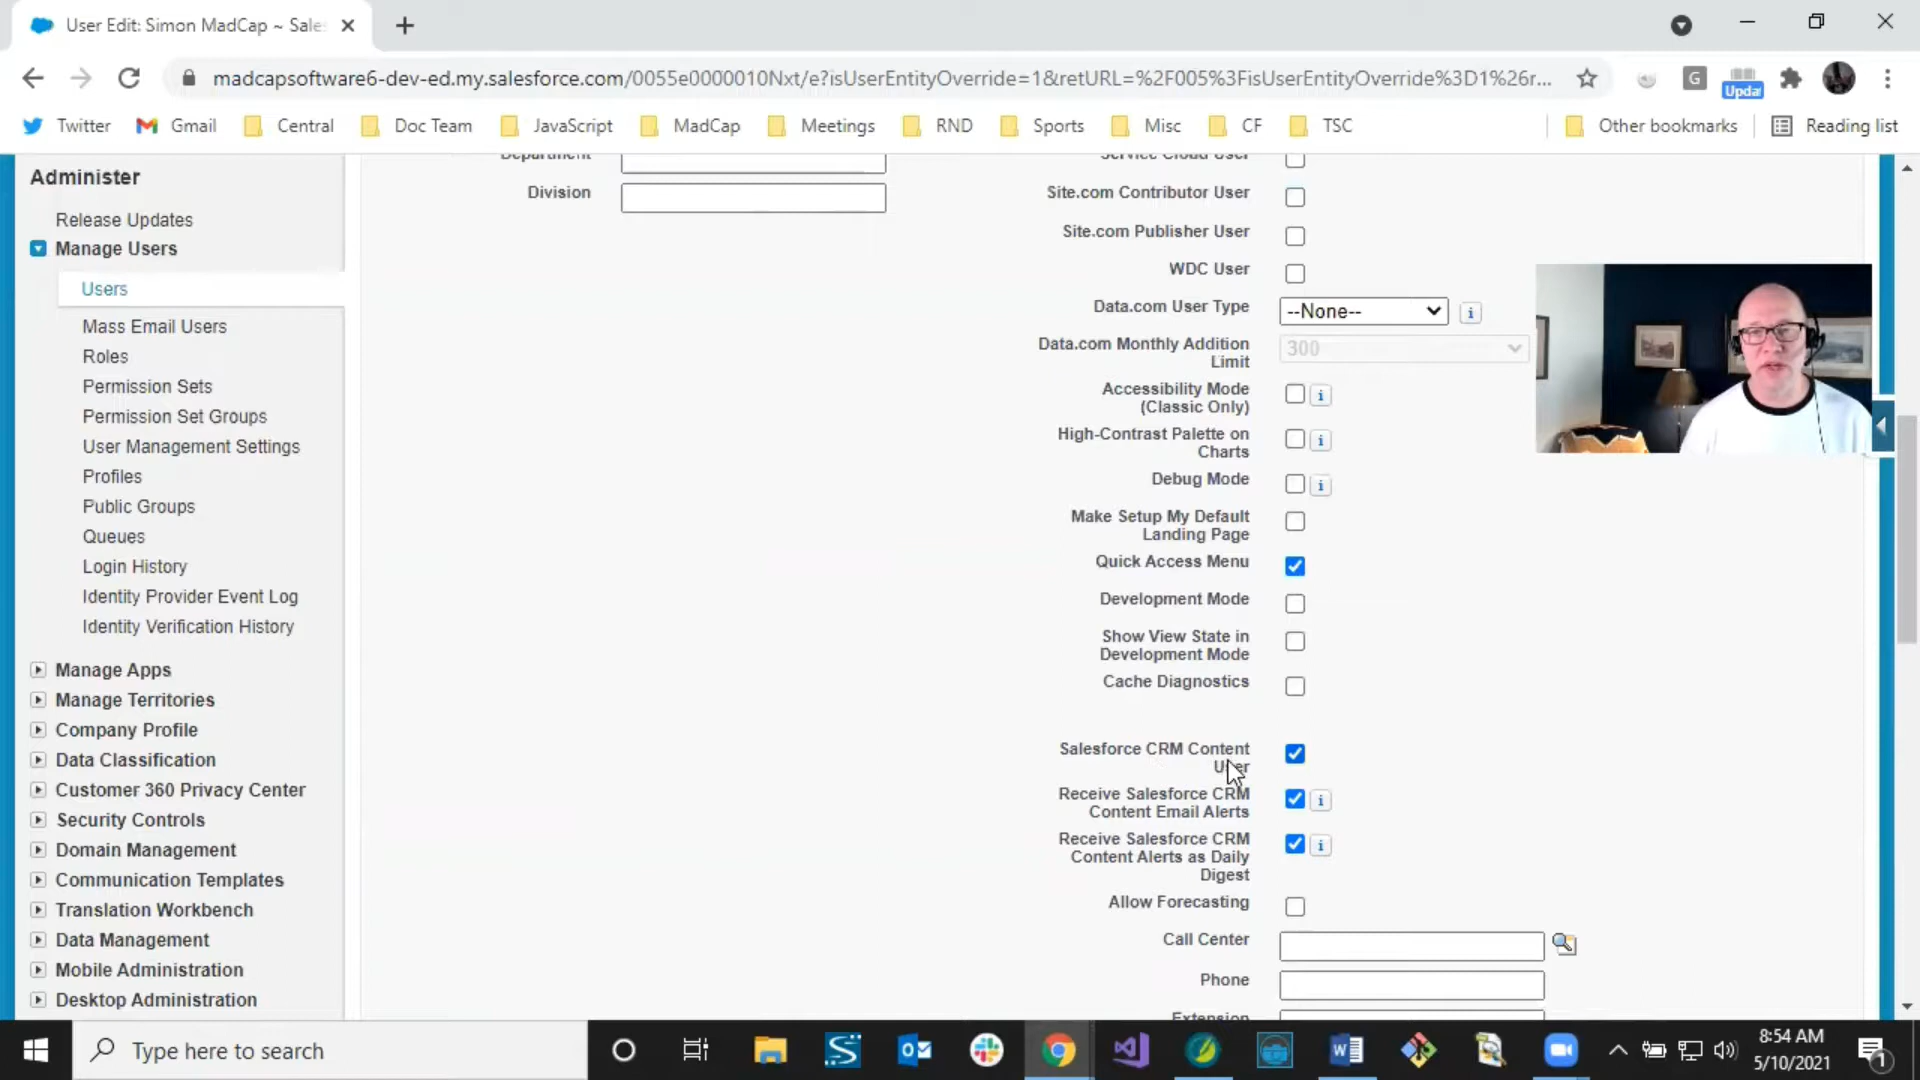 User Edit: Simon MadCap ~ Sales
madcapsoftware6-dev-ed.my.salesforce.com/0055e0000010Nxt/e?isUserEntityOverride=1&retURL=%2F005%3FisUserEntityOverride%3D1%26r...
G
Updat
Twitter
Gmail
Central
Doc Team
JavaScript
MadCap
Meetings
RND
Sports
Misc
CF
TSC
Other bookmarks
Reading list
Administer
Release Updates
Manage Users
Users
Mass Email Users
Roles
Permission Sets
Permission Set Groups
User Management Settings
Profiles
Public Groups
Queues
Login History
Identity Provider Event Log
Identity Verification History
Manage Apps
Manage Territories
Company Profile
Data Classification
Customer 360 Privacy Center
Security Controls
Domain Management
Communication Templates
Translation Workbench
Data Management
Mobile Administration
Desktop Administration
Department
Division
Service Cloud User
Site.com Contributor User
Site.com Publisher User
WDC User
Data.com User Type
--None--
Data.com Monthly Addition
Limit
300
Accessibility Mode
(Classic Only)
High-Contrast Palette on
Charts
Debug Mode
Make Setup My Default
Landing Page
Quick Access Menu
Development Mode
Show View State in
Development Mode
Cache Diagnostics
Salesforce CRM Content
User
Receive Salesforce CRM
Content Email Alerts
Receive Salesforce CRM
Content Alerts as Daily
Digest
Allow Forecasting
Call Center
Phone
Extension
Type here to search
8:54 AM
5/10/2021
1